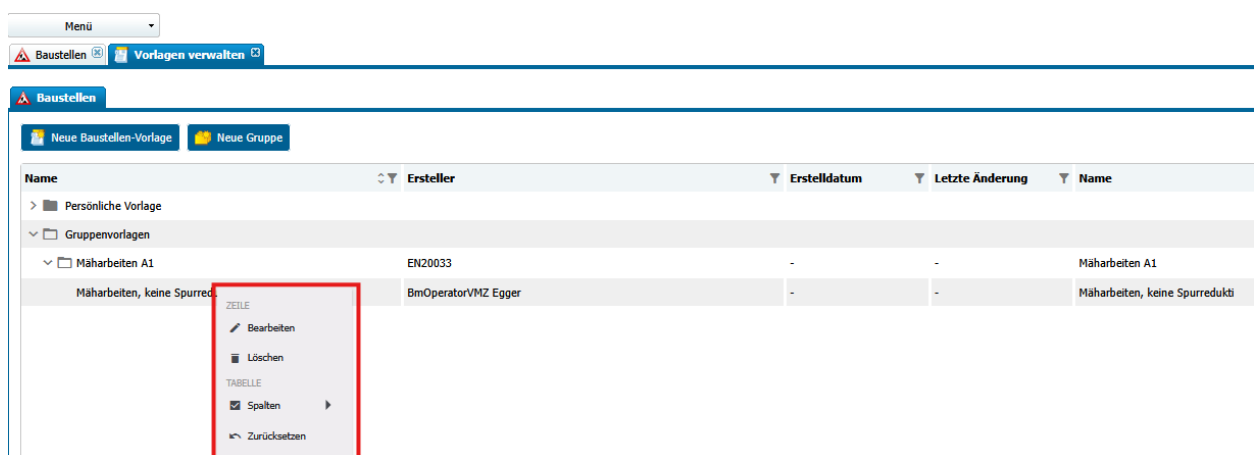 Menü
Baustellen Vorlagen verwalten
Baustellen
Neue Baustellen-Vorlage Neue Gruppe
Name Ersteller Erstelldatum Letzte Änderung Name
Persönliche Vorlage
Gruppenvorlagen
Mäharbeiten A1 EN20033 - - Mäharbeiten A1
Mäharbeiten, keine Spurred. BmOperatorVMZ Egger - - Mäharbeiten, keine Spurredukti
ZEILE
Bearbeiten
Löschen
TABELLE
Spalten
Zurücksetzen